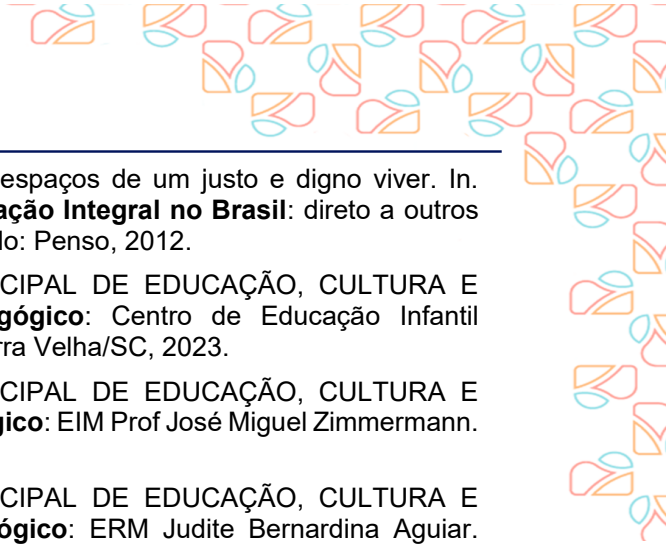 espaços de um justo e digno viver. In.
ação Integral no Brasil: direto a outros
lo: Penso, 2012.
CIPAL DE EDUCAÇÃO, CULTURA E
gógico: Centro de Educação Infantil
rra Velha/SC, 2023.
CIPAL DE EDUCAÇÃO, CULTURA E
gico: EIM Prof José Miguel Zimmermann.
CIPAL DE EDUCAÇÃO, CULTURA E
ógico: ERM Judite Bernardina Aguiar.